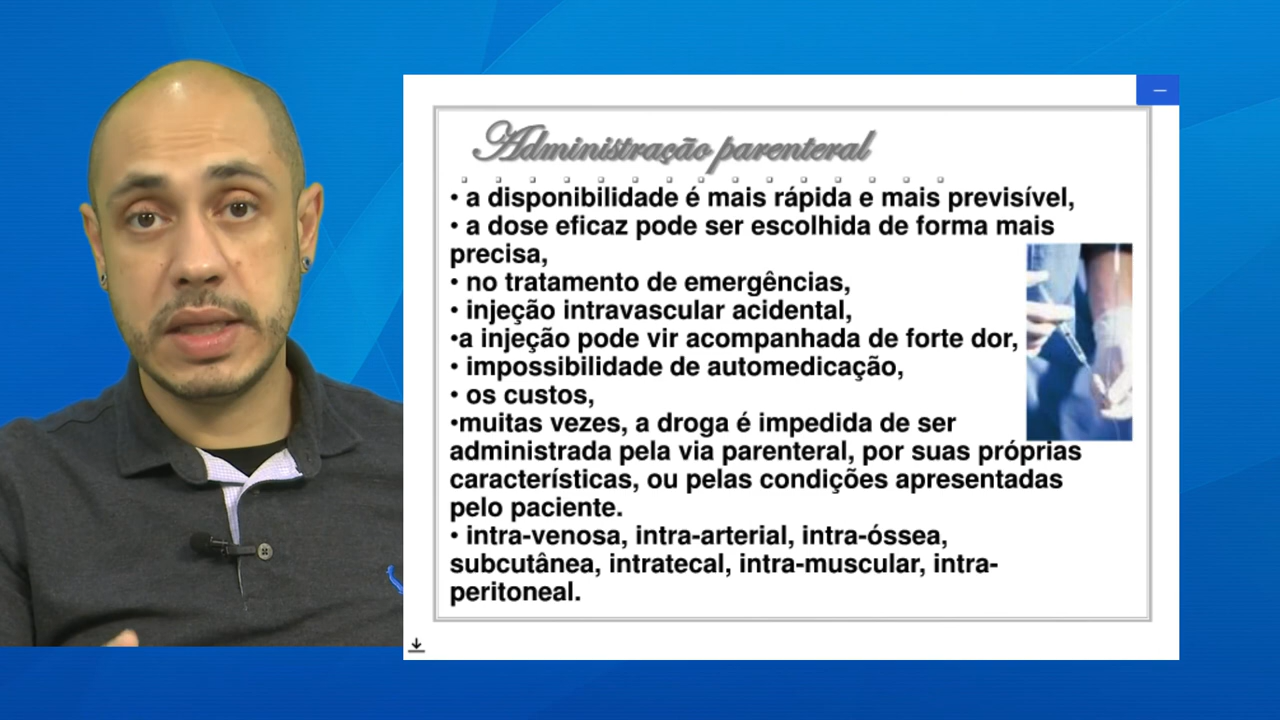 Administração parenteral
• a disponibilidade é mais rápida e mais previsível,
• a dose eficaz pode ser escolhida de forma mais
precisa,
• no tratamento de emergências,
• injeção intravascular acidental,
•a injeção pode vir acompanhada de forte dor,
• impossibilidade de automedicação,
• os custos,
•muitas vezes, a droga é impedida de ser
administrada pela via parenteral, por suas próprias
características, ou pelas condições apresentadas
pelo paciente.
• intra-venosa, intra-arterial, intra-óssea,
subcutânea, intratecal, intra-muscular, intra-
peritoneal.